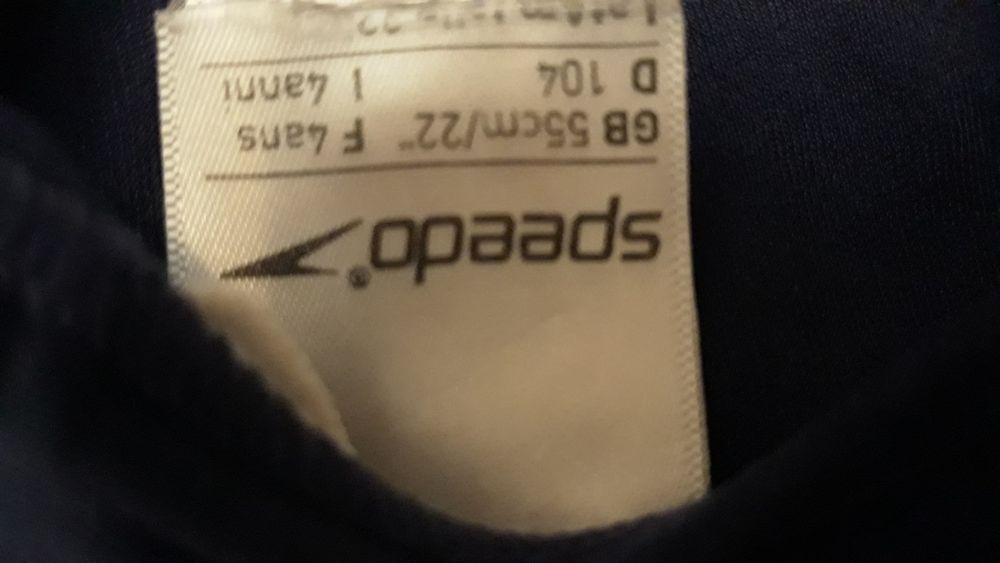 speedo®
GB 55cm/22" F 4ans
D 104 I 4anni